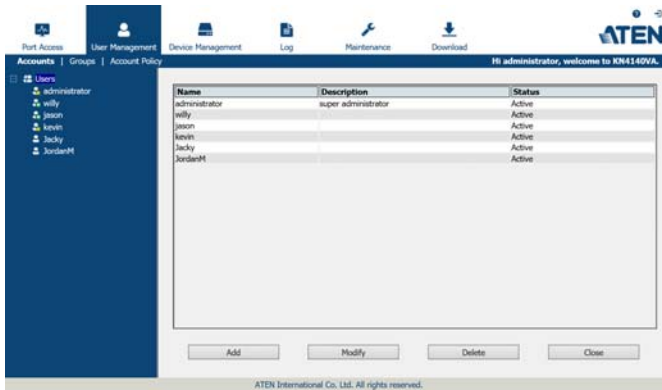 Port Access User Management Device Management Log Maintenance Download
ATEN
Accounts | Groups | Account Policy
Hi administrator, welcome to KN4140VA.
Users
administrator
willy
jason
kevin
Jacky
JordanM
Name Description Status
administrator super administrator Active
willy Active
jason Active
kevin Active
Jacky Active
JordanM Active
Add Modify Delete Close
ATEN International Co. Ltd. All rights reserved.